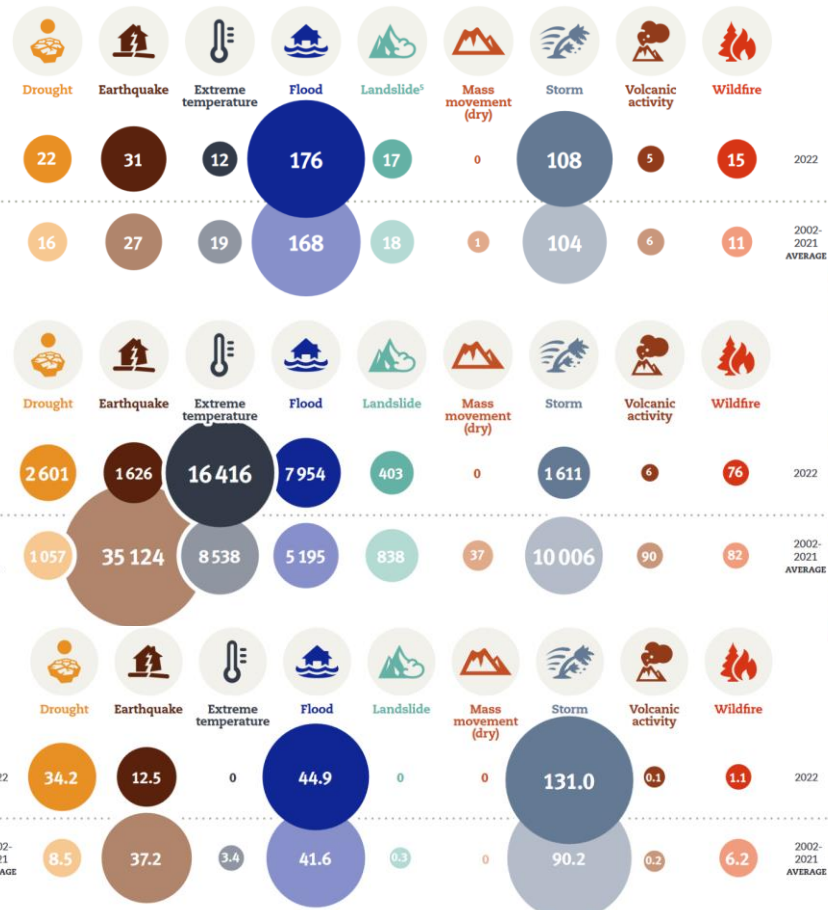 Drought Earthquake Extreme temperature Flood Landslide⁵ Mass movement (dry) Storm Volcanic activity Wildfire
22 31 12 176 17 0 108 5 15 2022
16 27 19 168 18 1 104 6 11 2002-2021 AVERAGE
Drought Earthquake Extreme temperature Flood Landslide Mass movement (dry) Storm Volcanic activity Wildfire
2 601 1 626 16 416 7 954 403 0 1 611 6 76 2022
1 057 35 124 8 538 5 195 838 37 10 006 90 82 2002-2021 AVERAGE
Drought Earthquake Extreme temperature Flood Landslide Mass movement (dry) Storm Volcanic activity Wildfire
22 34.2 12.5 0 44.9 0 0 131.0 0.1 1.1 2022
02-21 AGE 8.5 37.2 3.4 41.6 0.3 0 90.2 0.2 6.2 2002-2021 AVERAGE